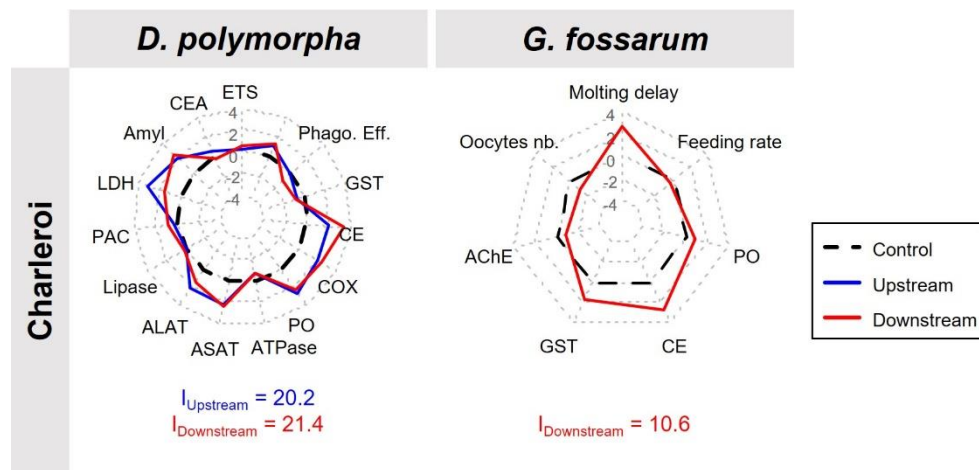 D. polymorpha
G. fossarum
Charleroi
ETS
Phago. Eff.
GST
CE
COX
PO
ATPase
ASAT
ALAT
Lipase
PAC
LDH
Amyl
CEA
4
2
0
-2
-4
Molting delay
Feeding rate
PO
CE
GST
AChE
Oocytes nb.
4
2
0
-2
-4
Control
Upstream
Downstream
IUpstream = 20.2
IDownstream = 21.4
IDownstream = 10.6